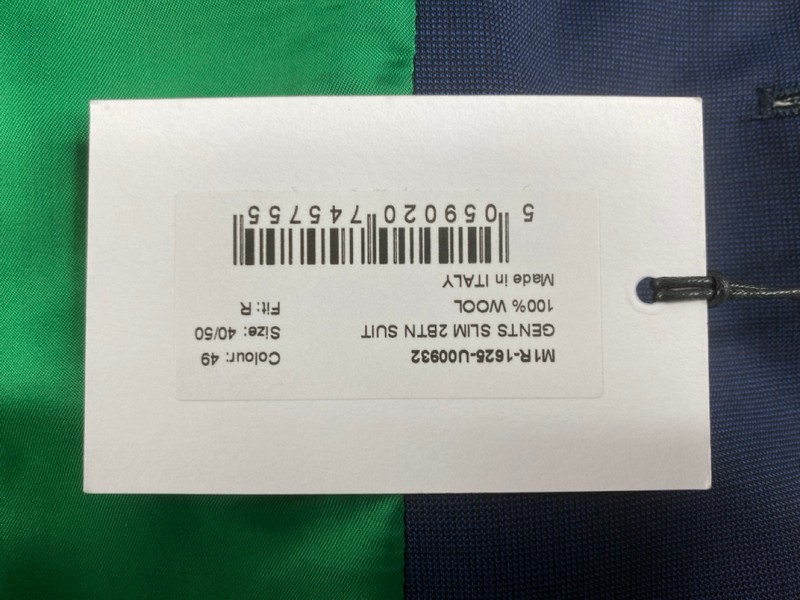 M1R-1625-U00932 Colour: 49
GENTS SLIM 2BTN SUIT Size: 40/50
100% WOOL Fit: R
Made in ITALY
5 059020 745755